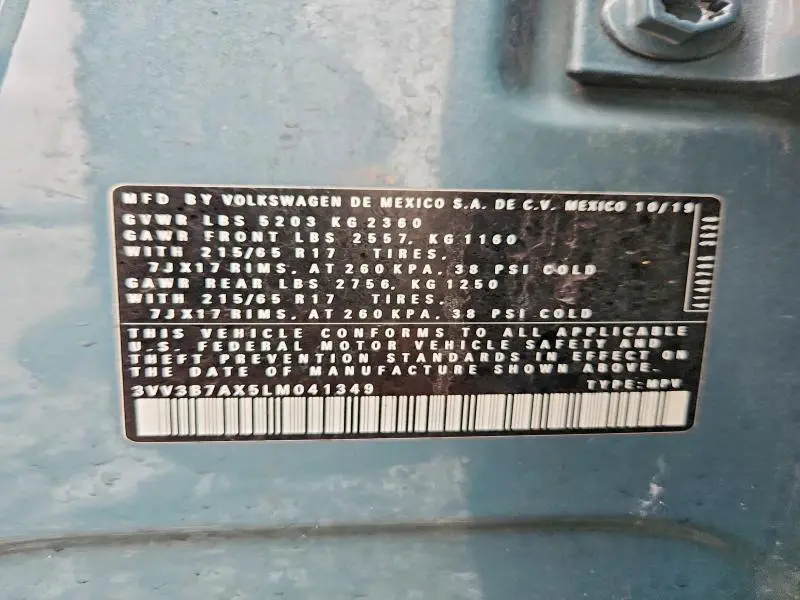 MFD BY VOLKSWAGEN DE MEXICO S.A. DE C.V. MEXICO 10/19
GVWR LBS 5203 KG 2360
GAWR FRONT LBS 2557, KG 1160
WITH 215/65 R17 TIRES,
7JX17 RIMS, AT 260 KPA, 38 PSI COLD
GAWR REAR LBS 2756, KG 1250
WITH 215/65 R17 TIRES,
7JX17 RIMS, AT 260 KPA, 38 PSI COLD
THIS VEHICLE CONFORMS TO ALL APPLICABLE
U.S. FEDERAL MOTOR VEHICLE SAFETY AND
THEFT PREVENTION STANDARDS IN EFFECT ON
THE DATE OF MANUFACTURE SHOWN ABOVE.
3VV3B7AX5LM041349 TYPE: MPV